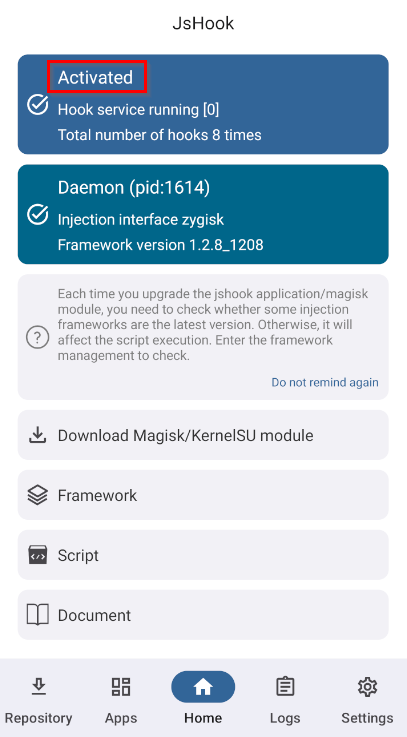 JsHook
Activated
Hook service running [0]
Total number of hooks 8 times
Daemon (pid:1614)
Injection interface zygisk
Framework version 1.2.8_1208
Each time you upgrade the jshook application/magisk
module, you need to check whether some injection
frameworks are the latest version. Otherwise, it will
affect the script execution. Enter the framework
management to check.
Do not remind again
Download Magisk/KernelSU module
Framework
Script
Document
Repository
Apps
Home
Logs
Settings